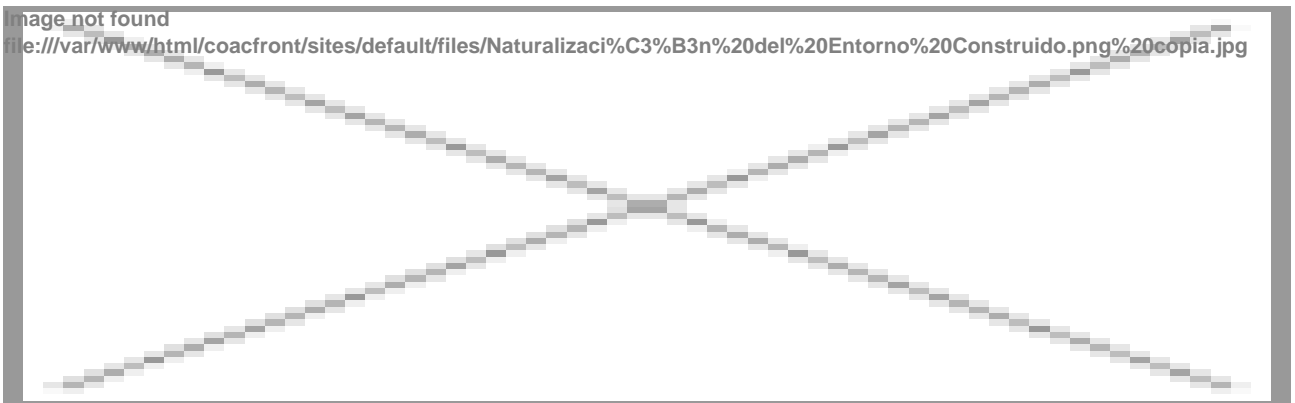 Image not found
file:///var/www/html/coacfront/sites/default/files/Naturalizaci%C3%B3n%20del%20Entorno%20Construido.png%20copia.jpg